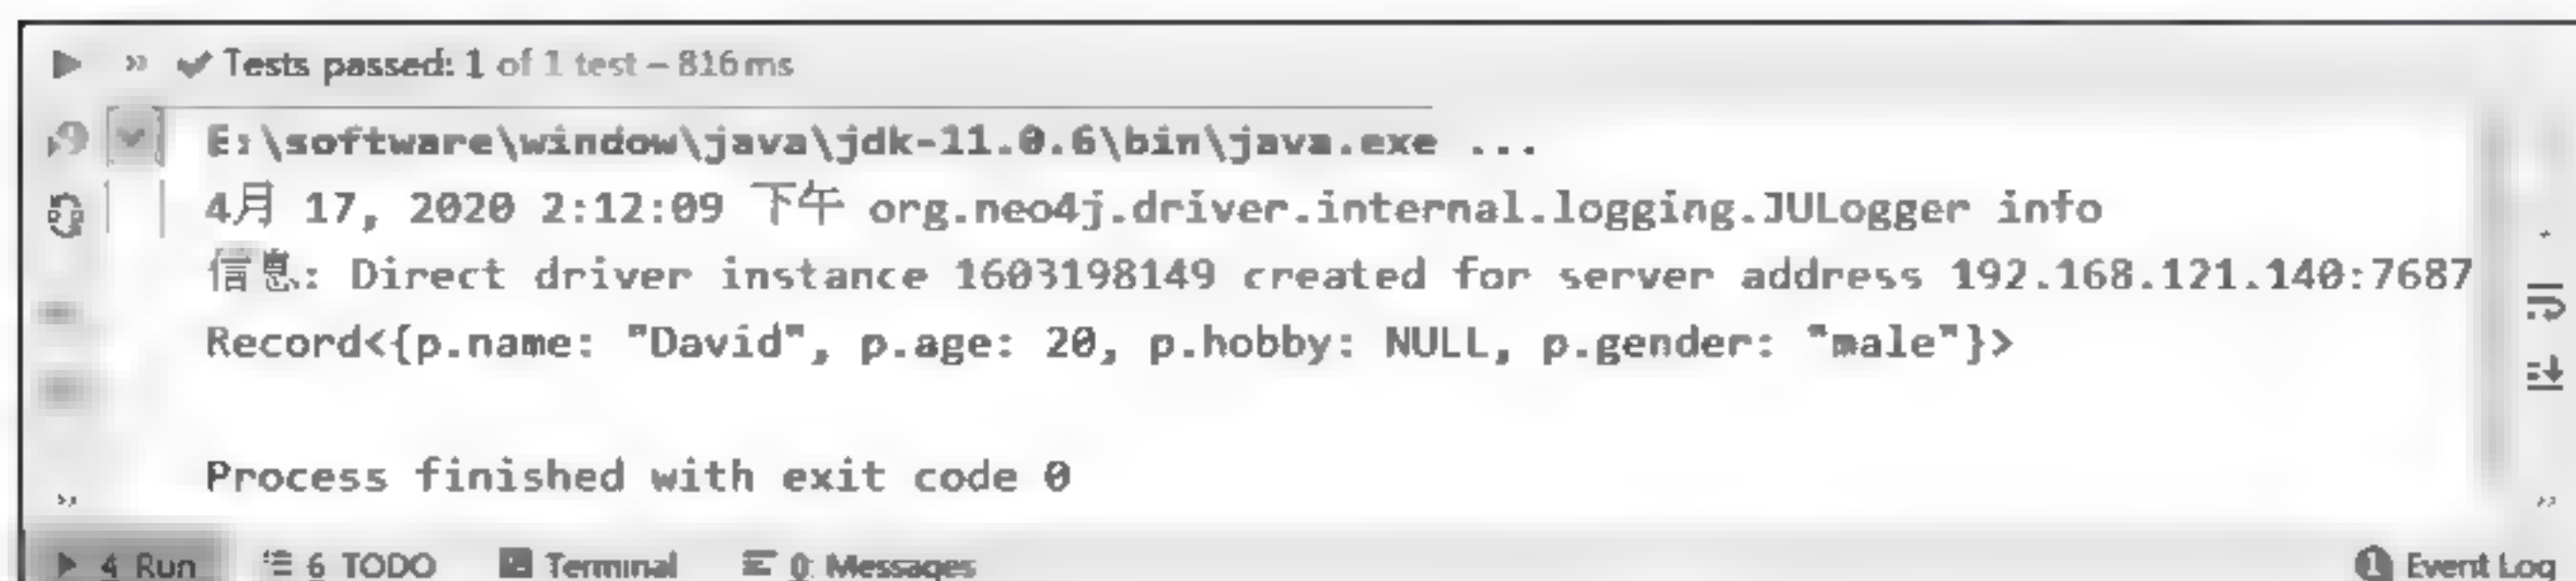 Tests passed: 1 of 1 test – 816 ms
E:\software\window\java\jdk-11.0.6\bin\java.exe ...
4月 17, 2020 2:12:09 下午 org.neo4j.driver.internal.logging.JULogger info
信息: Direct driver instance 1603198149 created for server address 192.168.121.140:7687
Record<{p.name: "David", p.age: 20, p.hobby: NULL, p.gender: "male"}>
Process finished with exit code 0
4 Run 6 TODO Terminal 0: Messages 1 Event Log